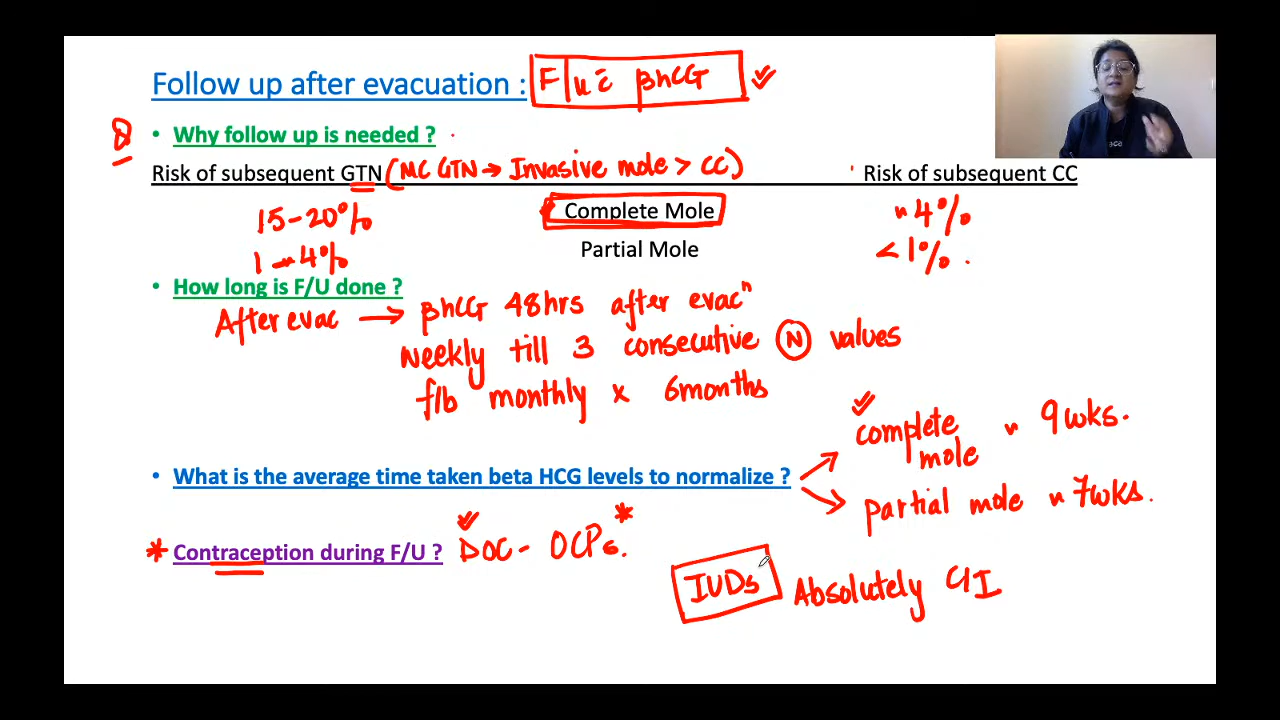 Follow up after evacuation : F/u c̄ βhCG
Q • Why follow up is needed ?
Risk of subsequent GTN (MC GTN → Invasive mole > CC) Risk of subsequent CC
15-20% Complete Mole ~ 4%
1-4% Partial Mole < 1%.
• How long is F/U done ?
After evac → βhCG 48hrs after evacⁿ
weekly till 3 consecutive (N) values
f/b monthly x 6months
• What is the average time taken beta HCG levels to normalize ?
complete mole ~ 9wks.
partial mole ~ 7wks.
* Contraception during F/U ? DOC - OCPs. *
IUDs Absolutely C/I